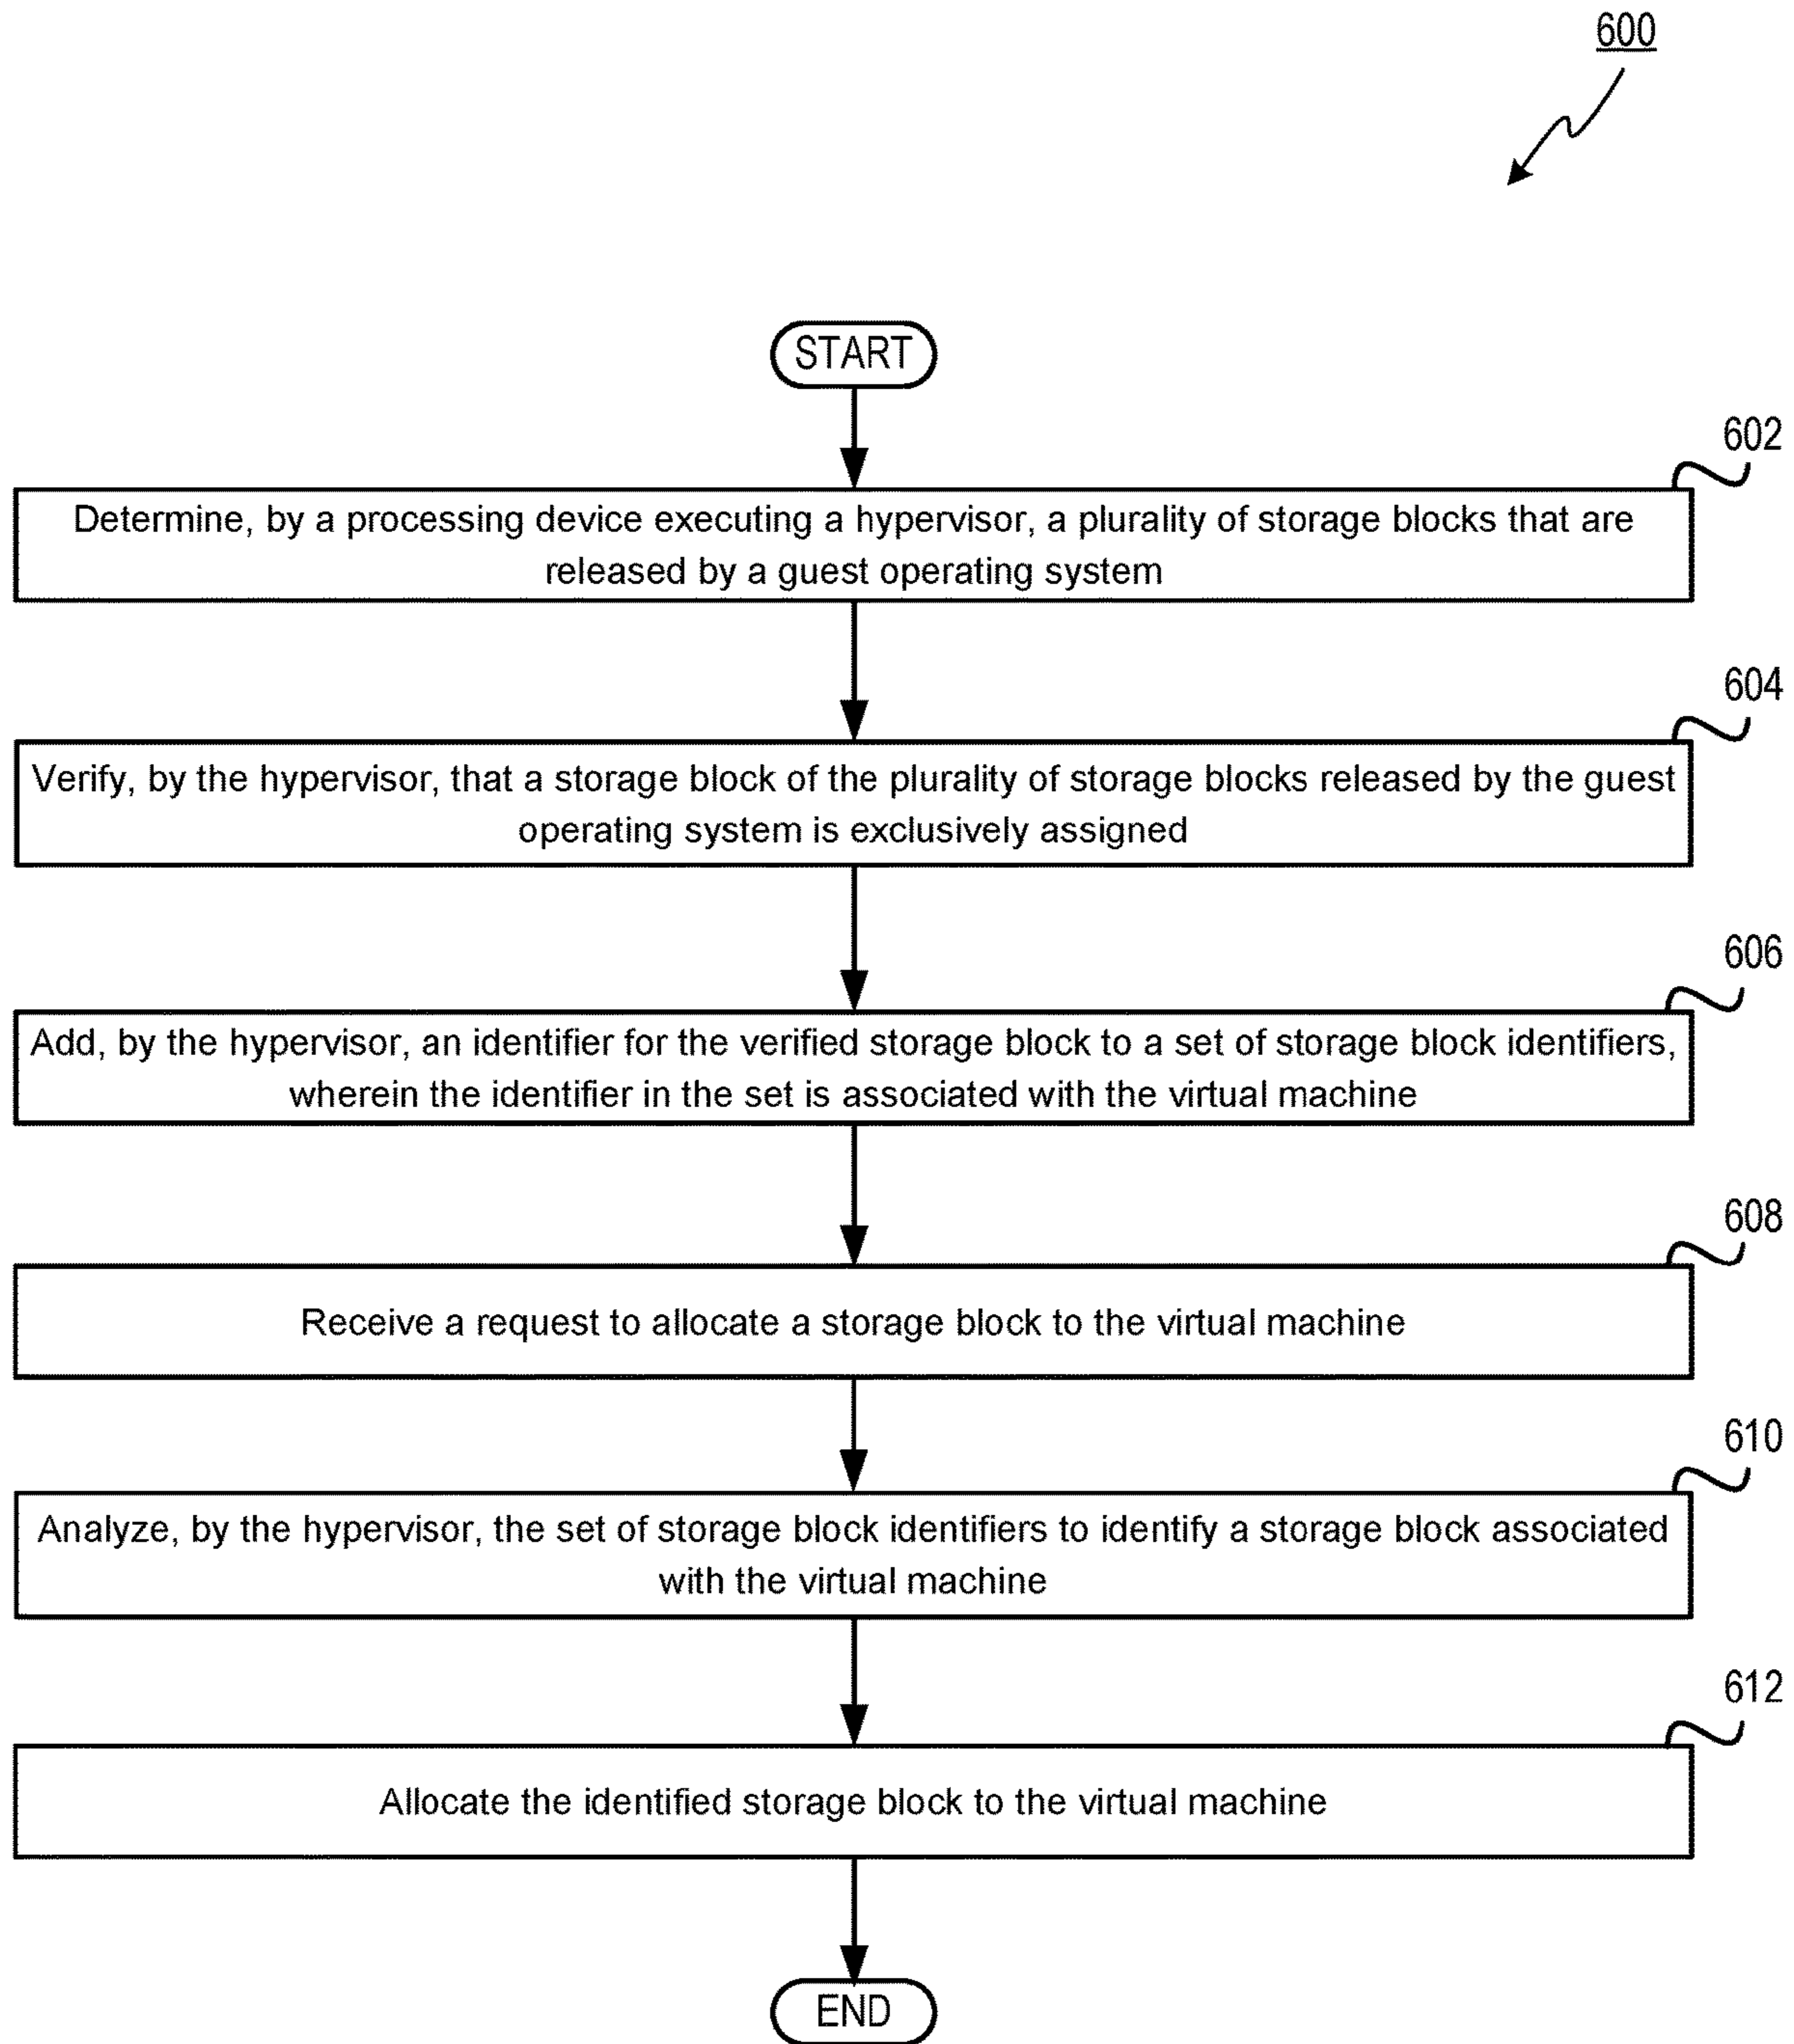 600
START
602
Determine, by a processing device executing a hypervisor, a plurality of storage blocks that are
released by a guest operating system
604
Verify, by the hypervisor, that a storage block of the plurality of storage blocks released by the guest
operating system is exclusively assigned
606
Add, by the hypervisor, an identifier for the verified storage block to a set of storage block identifiers,
wherein the identifier in the set is associated with the virtual machine
608
Receive a request to allocate a storage block to the virtual machine
610
Analyze, by the hypervisor, the set of storage block identifiers to identify a storage block associated
with the virtual machine
612
Allocate the identified storage block to the virtual machine
END